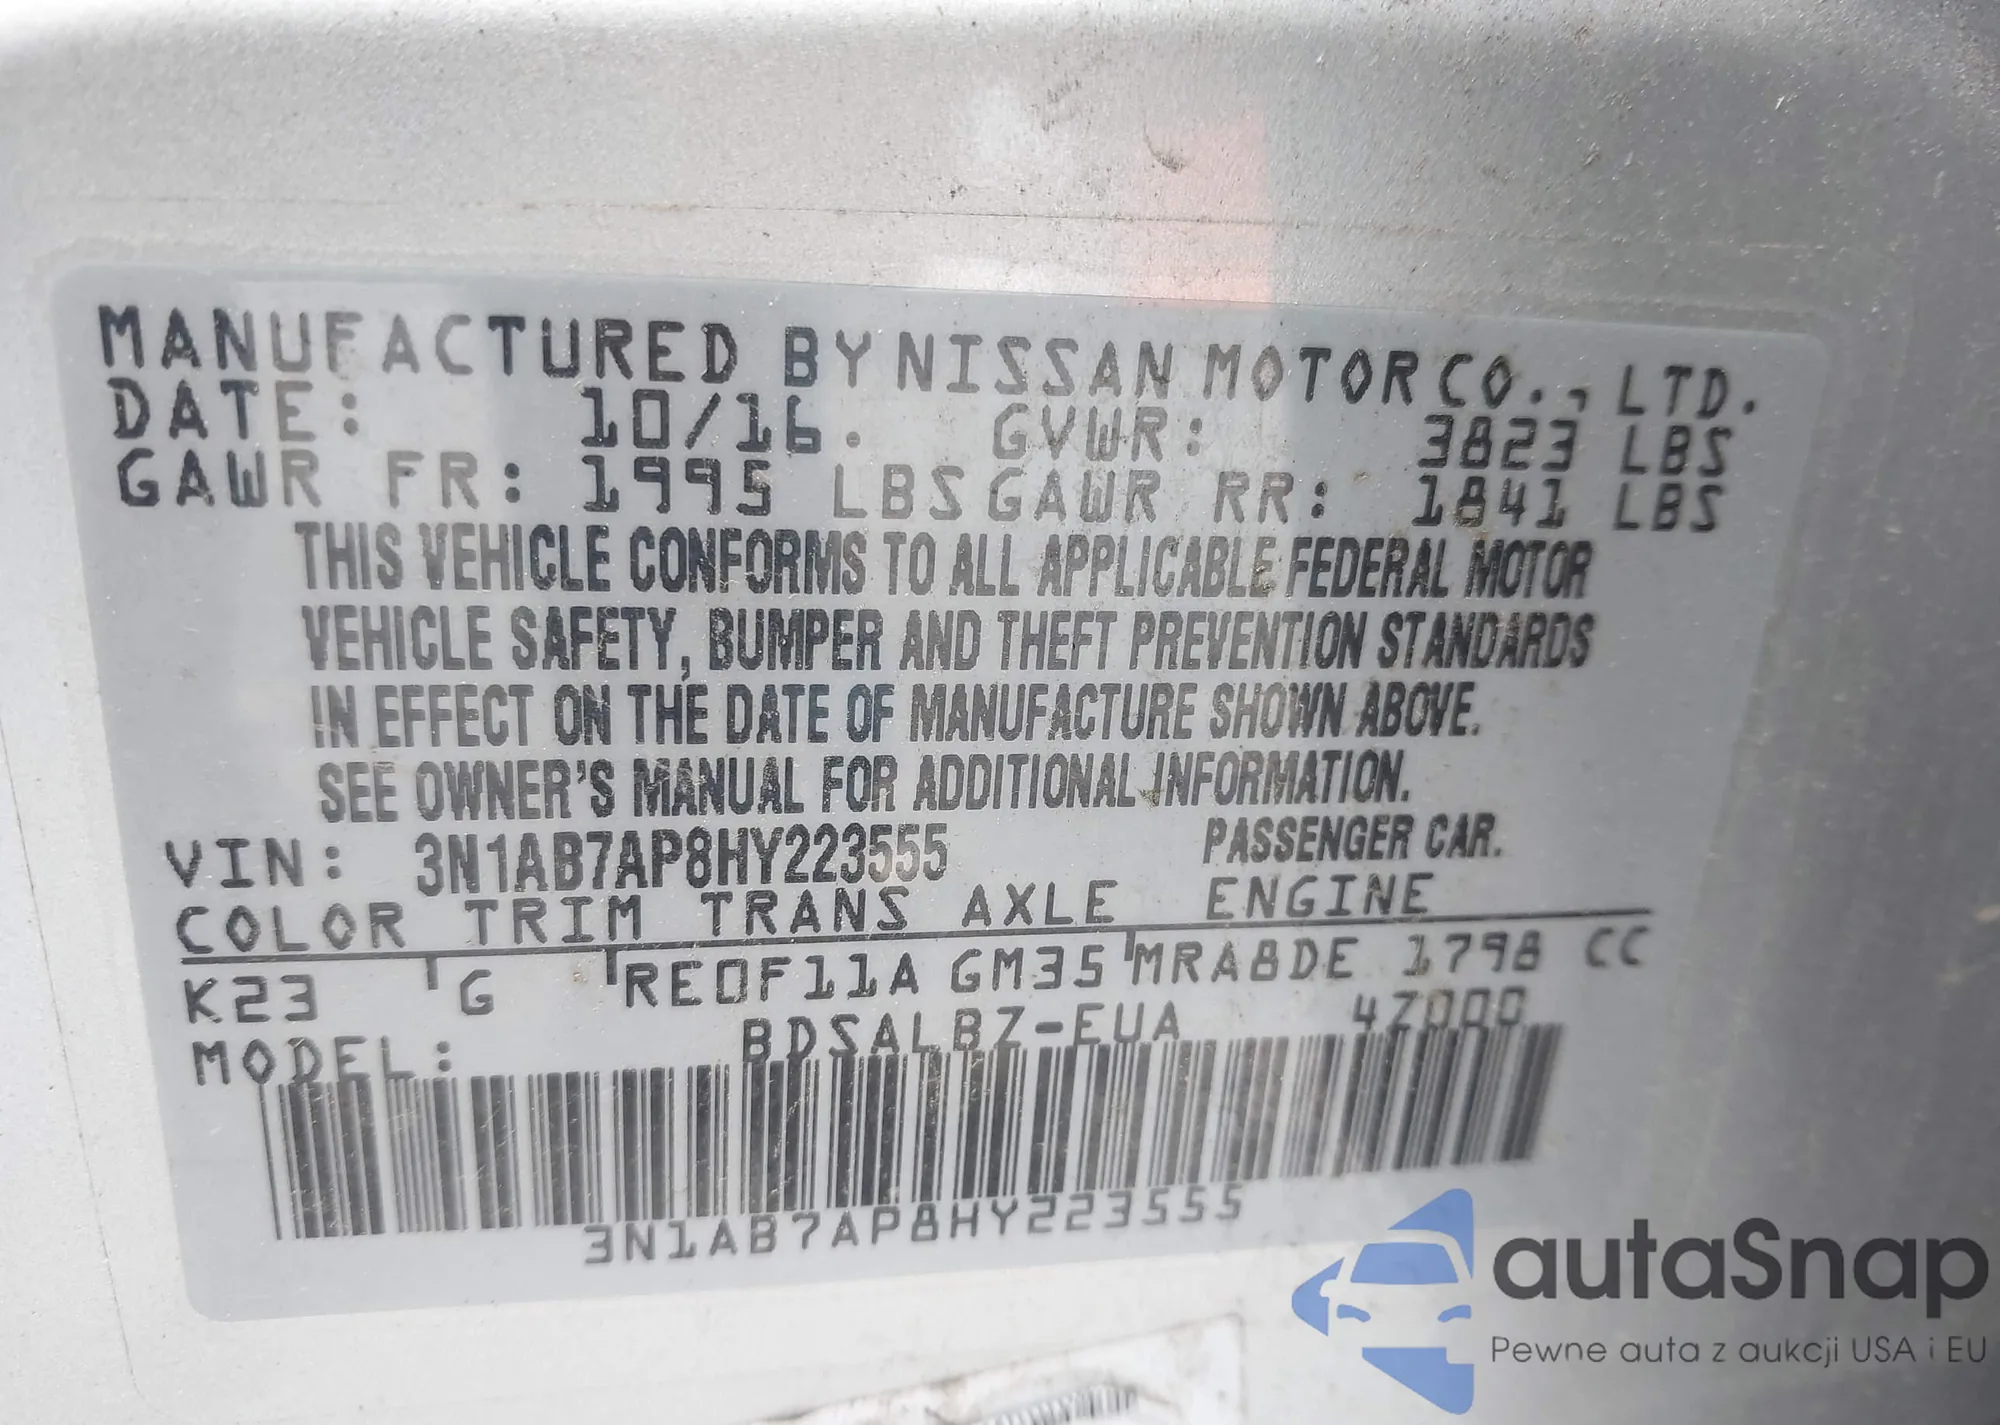 MANUFACTURED BY NISSAN MOTOR CO., LTD.
DATE: 10/16. GVWR: 3823 LBS
GAWR FR: 1995 LBS GAWR RR: 1841 LBS
THIS VEHICLE CONFORMS TO ALL APPLICABLE FEDERAL MOTOR
VEHICLE SAFETY, BUMPER AND THEFT PREVENTION STANDARDS
IN EFFECT ON THE DATE OF MANUFACTURE SHOWN ABOVE.
SEE OWNER'S MANUAL FOR ADDITIONAL INFORMATION.
VIN: 3N1AB7AP8HY223555 PASSENGER CAR.
COLOR TRIM TRANS AXLE ENGINE
K23 G RE0F11A GM35 MRA8DE 1798 CC
MODEL: BDSALBZ-EUA 47000
3N1AB7AP8HY223555
autaSnap
Pewne auta z aukcji USA i EU